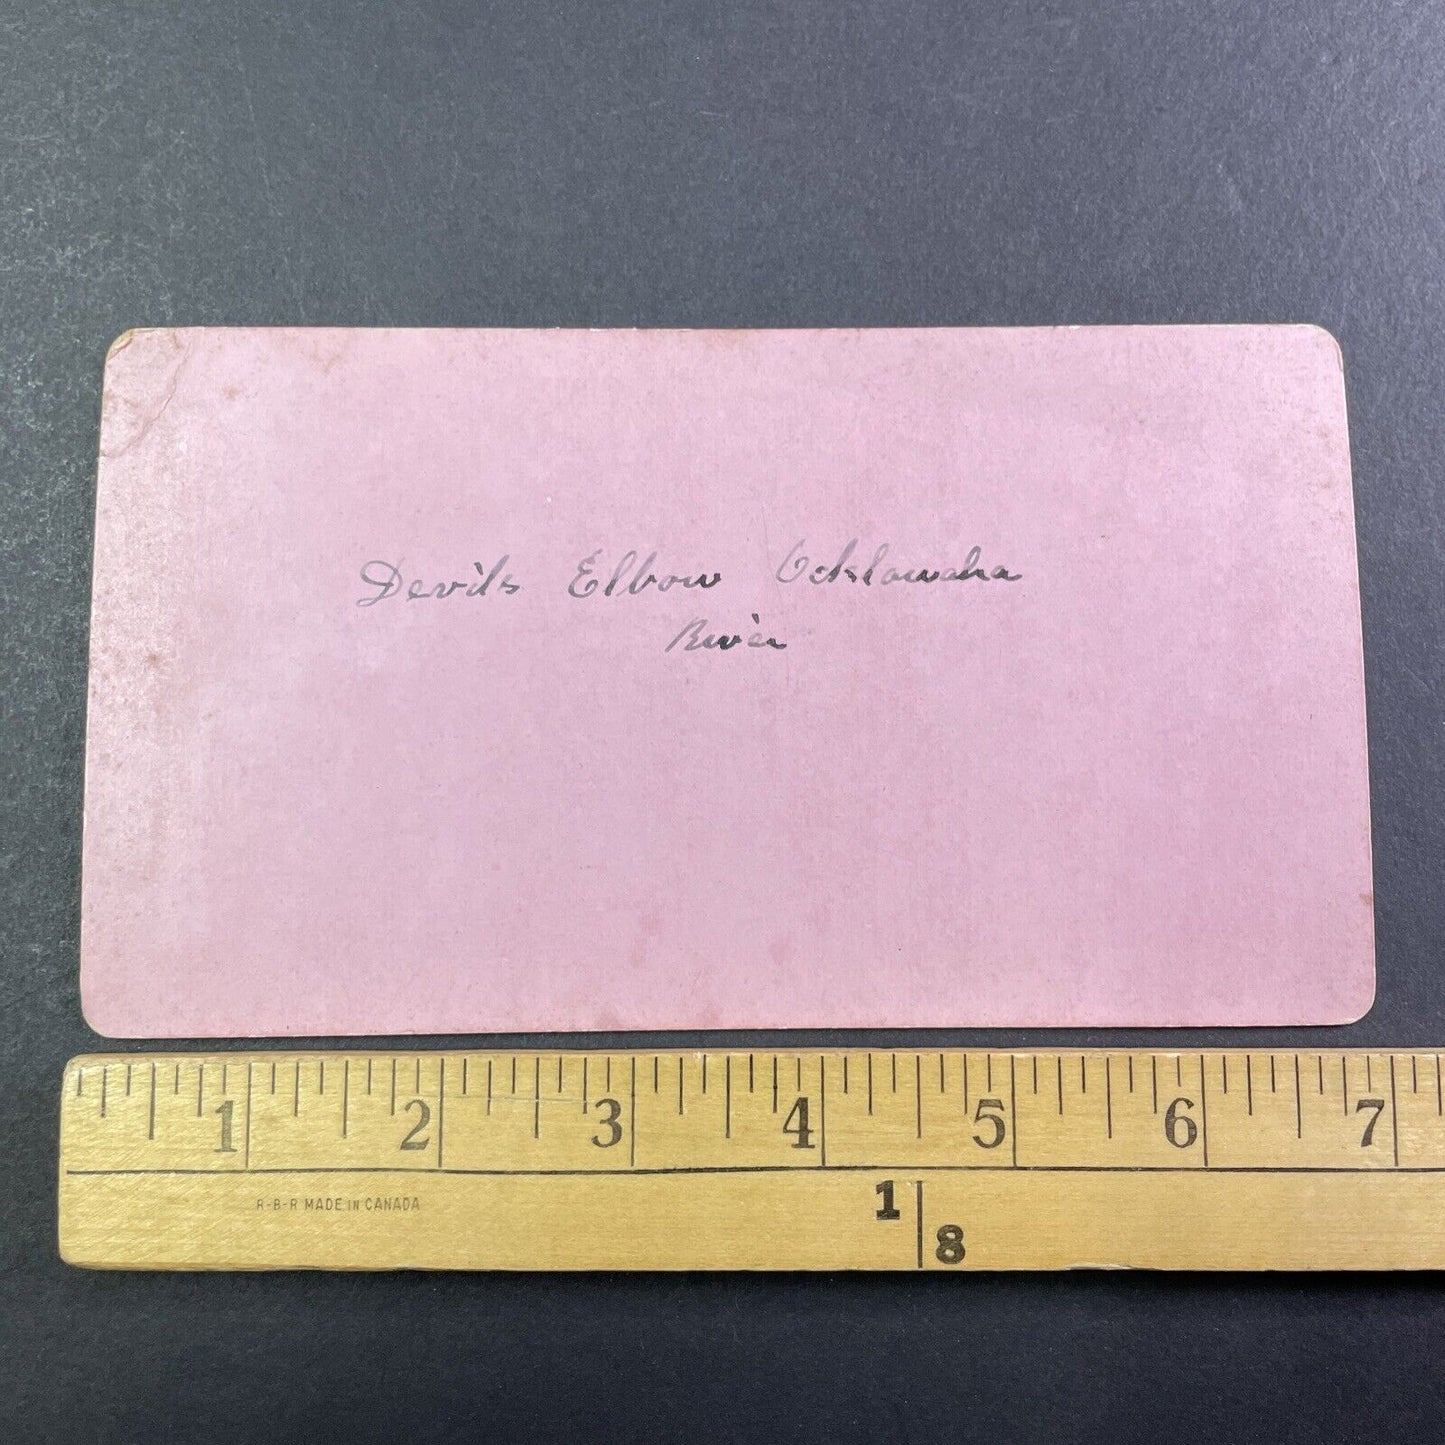 Devils Elbow Ocklawaha
River
1 2 3 4 5 6 7
R-B-R MADE IN CANADA
1
8